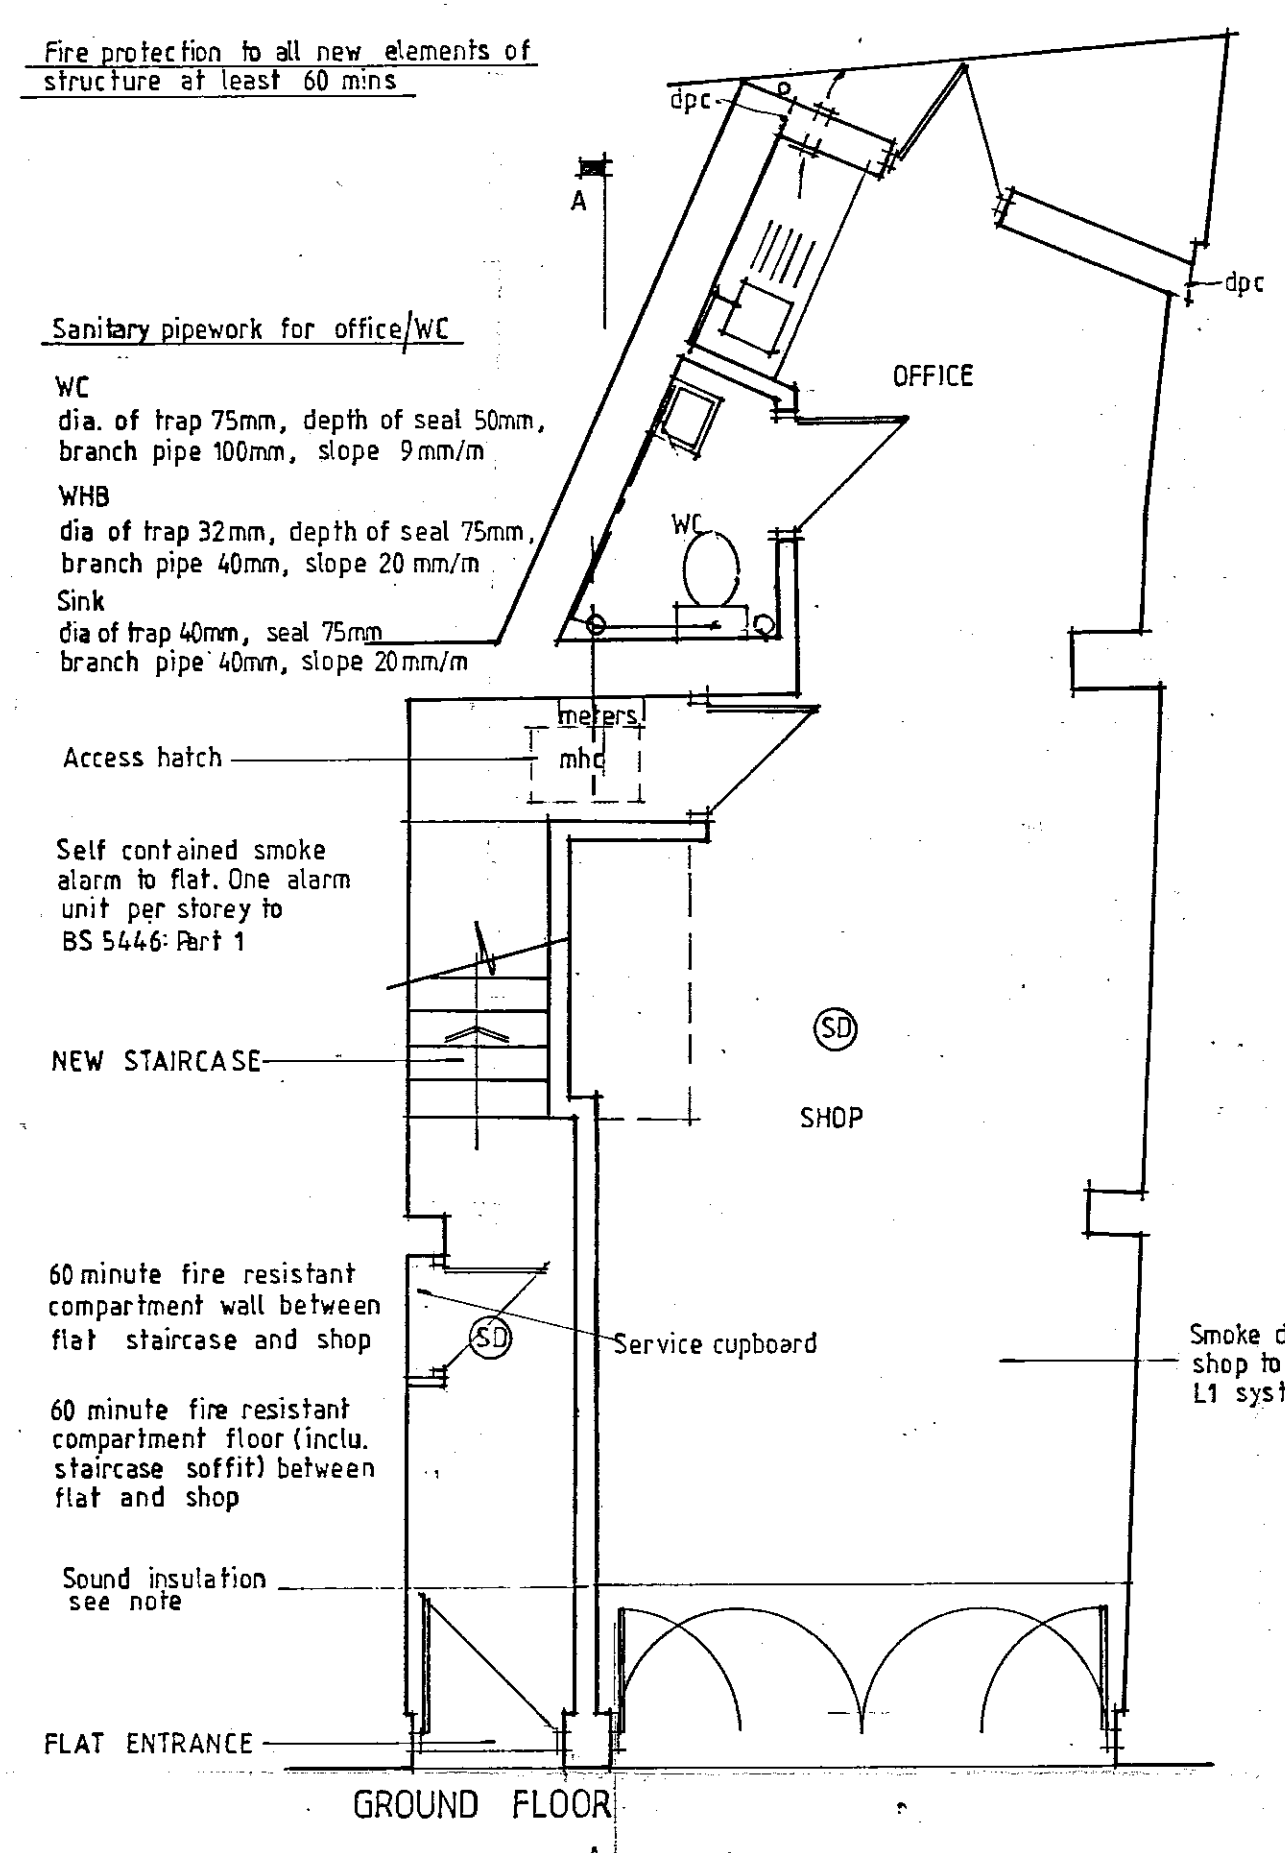 Fire protection to all new elements of
structure at least 60 mins
dpc
A
dpc
Sanitary pipework for office/WC
WC
dia. of trap 75mm, depth of seal 50mm,
branch pipe 100mm, slope 9mm/m
OFFICE
WHB
dia of trap 32mm, depth of seal 75mm,
branch pipe 40mm, slope 20 mm/m
WC
Sink
dia of trap 40mm, seal 75mm
branch pipe 40mm, slope 20mm/m
meters
mhc
Access hatch
Self contained smoke
alarm to flat. One alarm
unit per storey to
BS 5446: Part 1
SD
NEW STAIRCASE
SHOP
60 minute fire resistant
compartment wall between
flat staircase and shop
SD
Service cupboard
Smoke d
shop to
L1 syst
60 minute fire resistant
compartment floor (inclu.
staircase soffit) between
flat and shop
Sound insulation
see note
FLAT ENTRANCE
GROUND FLOOR